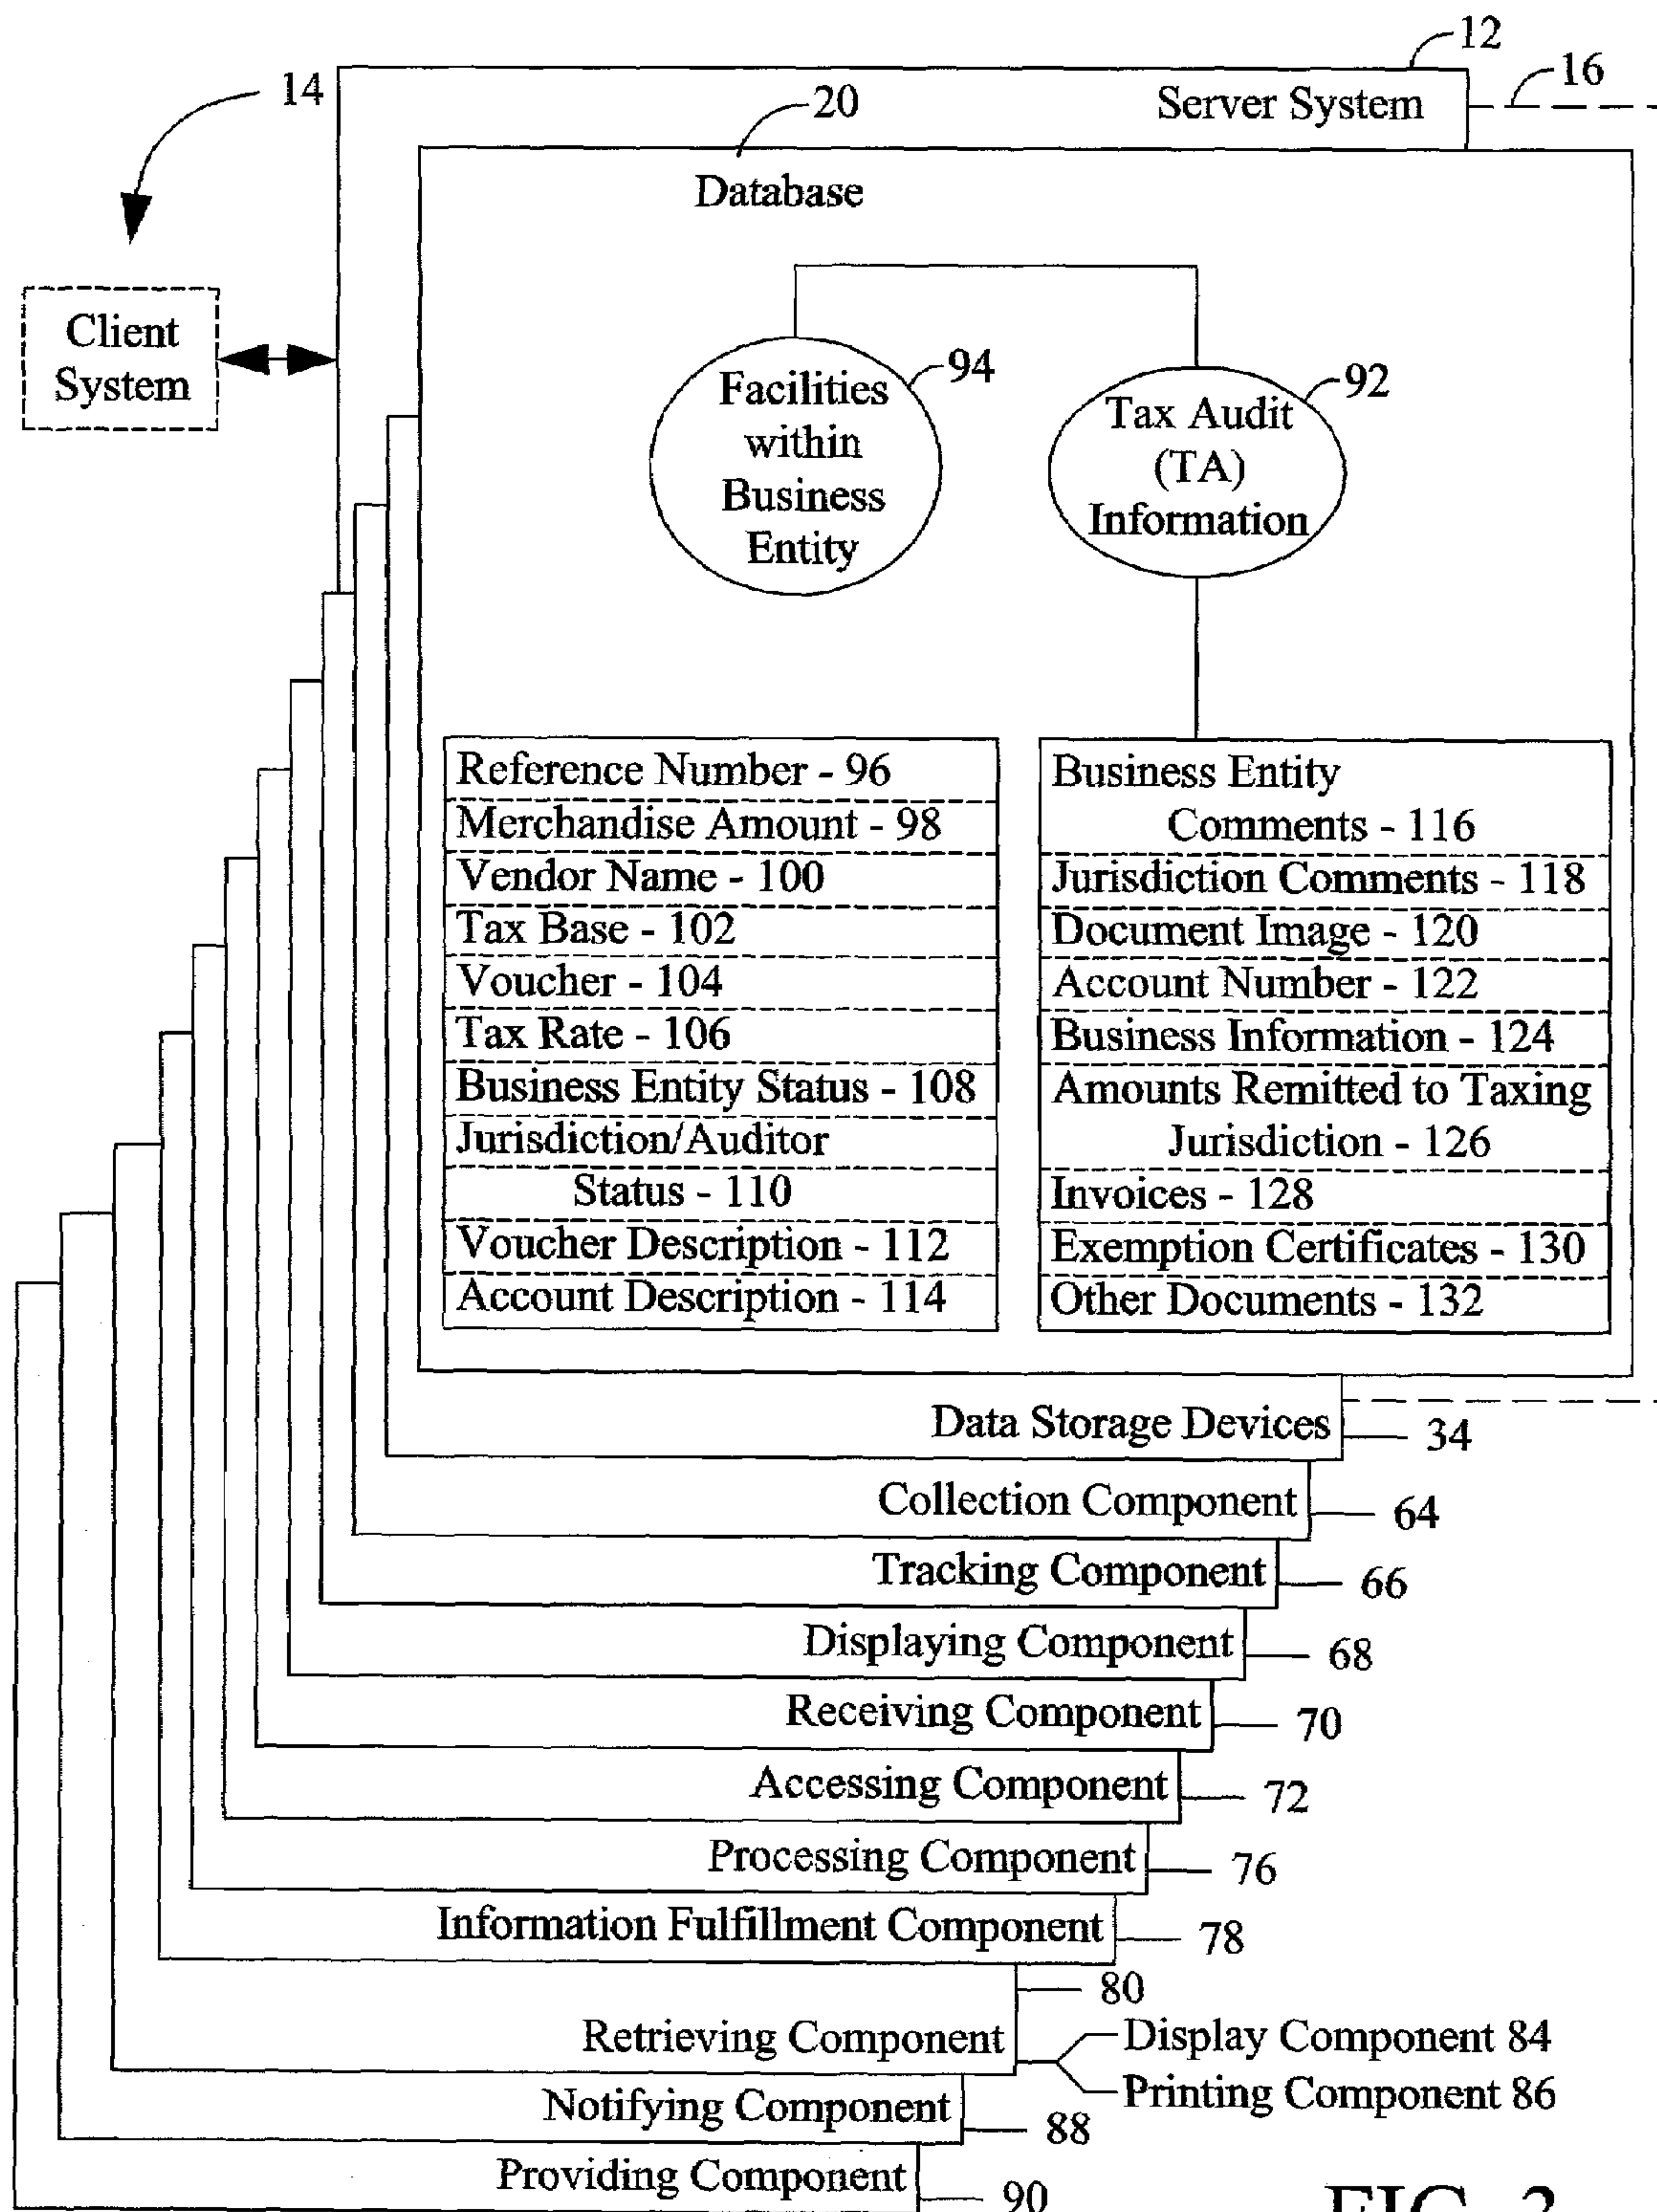 12
16
14
20
Server System
Database
Client
System
94
92
Facilities
within
Business
Entity
Tax Audit
(TA)
Information
Reference Number - 96
Merchandise Amount - 98
Vendor Name - 100
Tax Base - 102
Voucher - 104
Tax Rate - 106
Business Entity Status - 108
Jurisdiction/Auditor
Status - 110
Voucher Description - 112
Account Description - 114
Business Entity
Comments - 116
Jurisdiction Comments - 118
Document Image - 120
Account Number - 122
Business Information - 124
Amounts Remitted to Taxing
Jurisdiction - 126
Invoices - 128
Exemption Certificates - 130
Other Documents - 132
Data Storage Devices
34
Collection Component
64
Tracking Component
66
Displaying Component
68
Receiving Component
70
Accessing Component
72
Processing Component
76
Information Fulfillment Component
78
80
Retrieving Component
Display Component 84
Printing Component 86
Notifying Component
88
Providing Component
90